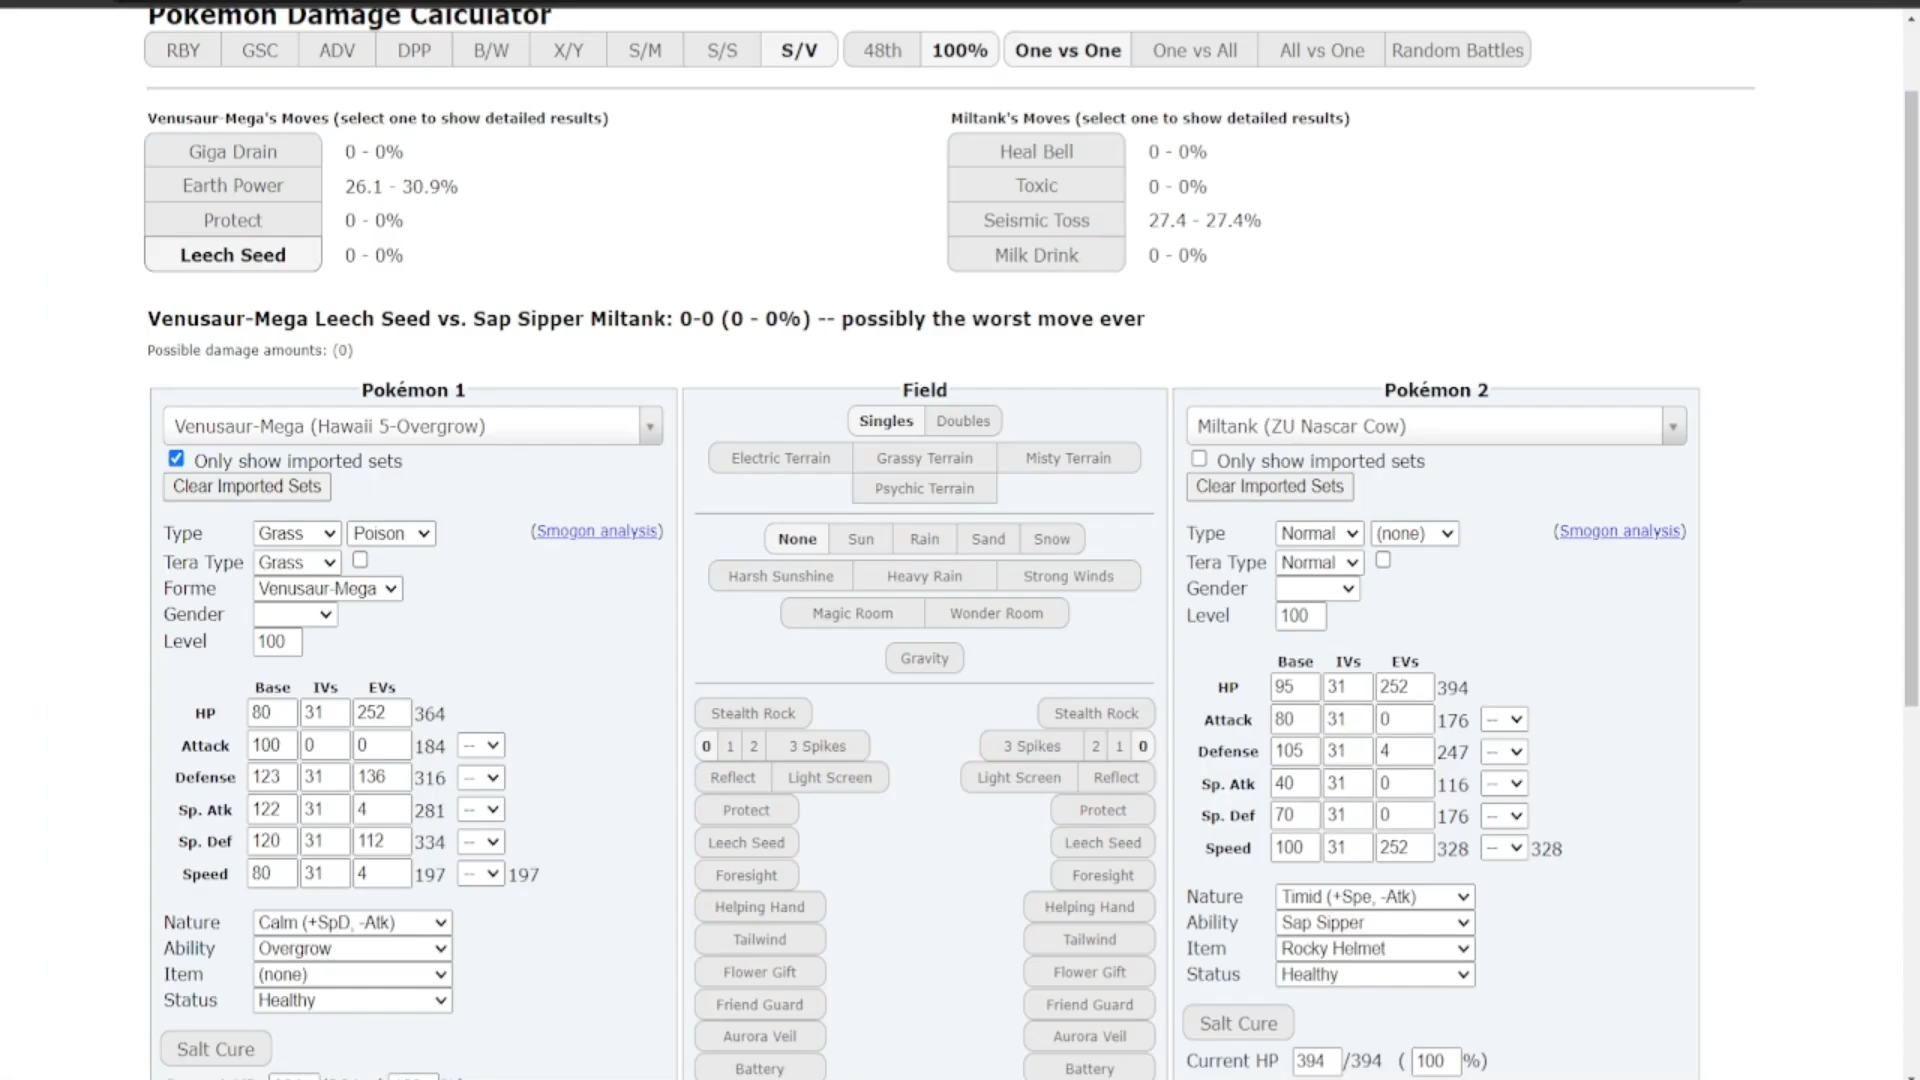 Pokémon Damage Calculator
RBY GSC ADV DPP B/W X/Y S/M S/S S/V 48th 100% One vs One One vs All All vs One Random Battles
Venusaur-Mega's Moves (select one to show detailed results)
Giga Drain 0 - 0%
Earth Power 26.1 - 30.9%
Protect 0 - 0%
Leech Seed 0 - 0%
Miltank's Moves (select one to show detailed results)
Heal Bell 0 - 0%
Toxic 0 - 0%
Seismic Toss 27.4 - 27.4%
Milk Drink 0 - 0%
Venusaur-Mega Leech Seed vs. Sap Sipper Miltank: 0-0 (0 - 0%) -- possibly the worst move ever
Possible damage amounts: (0)
Pokémon 1
Venusaur-Mega (Hawaii 5-Overgrow)
Only show imported sets
Clear Imported Sets
Type Grass Poison (Smogon analysis)
Tera Type Grass
Forme Venusaur-Mega
Gender
Level 100
Base IVs EVs
HP 80 31 252 364
Attack 100 0 0 184 --
Defense 123 31 136 316 --
Sp. Atk 122 31 4 281 --
Sp. Def 120 31 112 334 --
Speed 80 31 4 197 -- 197
Nature Calm (+SpD, -Atk)
Ability Overgrow
Item (none)
Status Healthy
Salt Cure
Field
Singles Doubles
Electric Terrain Grassy Terrain Misty Terrain
Psychic Terrain
None Sun Rain Sand Snow
Harsh Sunshine Heavy Rain Strong Winds
Magic Room Wonder Room
Gravity
Stealth Rock Stealth Rock
0 1 2 3 Spikes 3 Spikes 2 1 0
Reflect Light Screen Light Screen Reflect
Protect Protect
Leech Seed Leech Seed
Foresight Foresight
Helping Hand Helping Hand
Tailwind Tailwind
Flower Gift Flower Gift
Friend Guard Friend Guard
Aurora Veil Aurora Veil
Battery Battery
Pokémon 2
Miltank (ZU Nascar Cow)
Only show imported sets
Clear Imported Sets
Type Normal (none) (Smogon analysis)
Tera Type Normal
Gender
Level 100
Base IVs EVs
HP 95 31 252 394
Attack 80 31 0 176 --
Defense 105 31 4 247 --
Sp. Atk 40 31 0 116 --
Sp. Def 70 31 0 176 --
Speed 100 31 252 328 -- 328
Nature Timid (+Spe, -Atk)
Ability Sap Sipper
Item Rocky Helmet
Status Healthy
Salt Cure
Current HP 394 /394 ( 100 %)